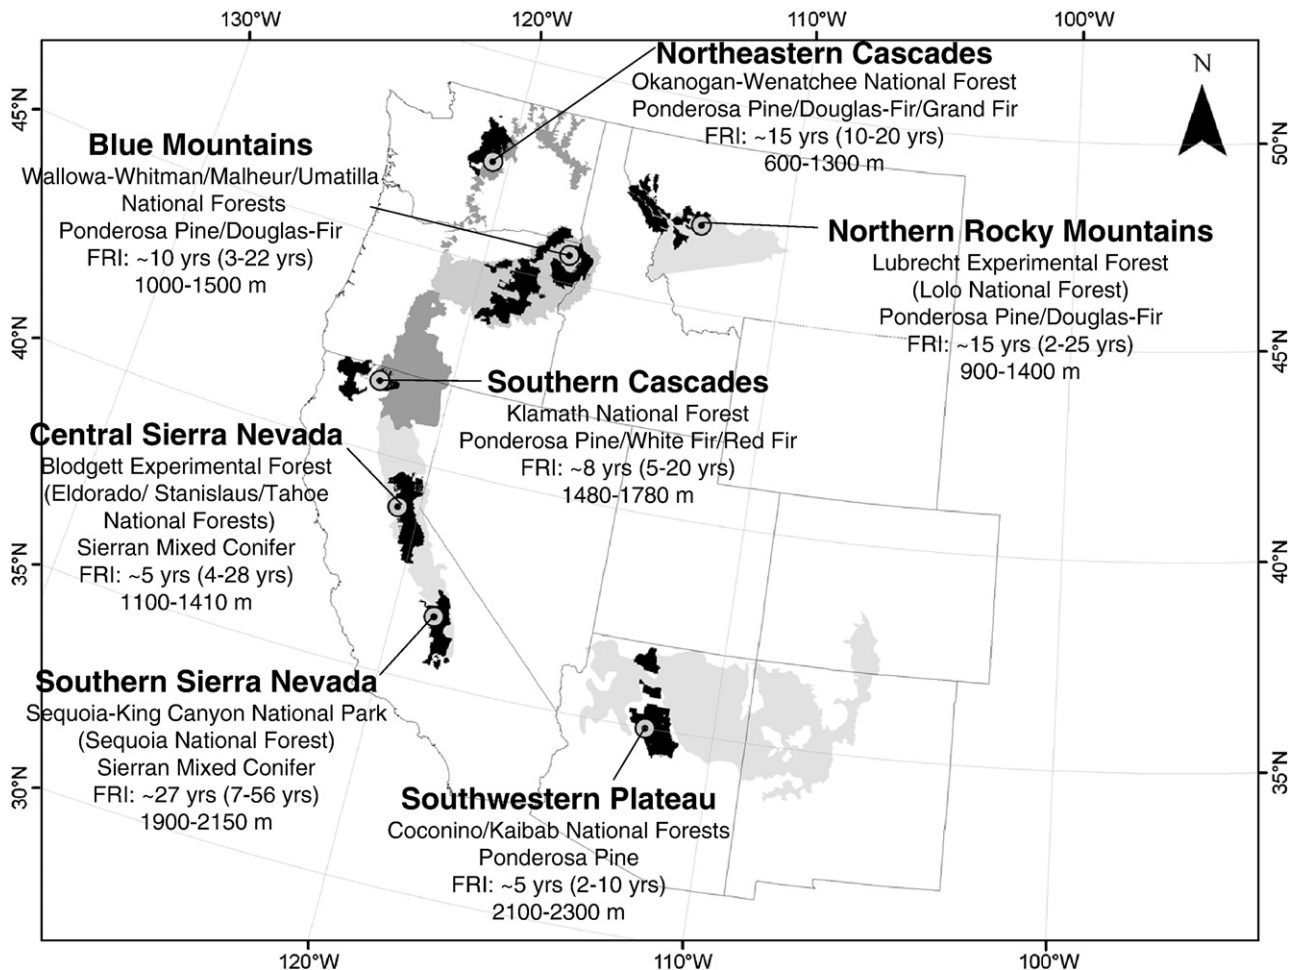 130°W
120°W
110°W
100°W
45°N
40°N
35°N
30°N
50°N
45°N
40°N
35°N
120°W
110°W
100°W
N
Northeastern Cascades
Okanogan-Wenatchee National Forest
Ponderosa Pine/Douglas-Fir/Grand Fir
FRI: ~15 yrs (10-20 yrs)
600-1300 m
Blue Mountains
Wallowa-Whitman/Malheur/Umatilla
National Forests
Ponderosa Pine/Douglas-Fir
FRI: ~10 yrs (3-22 yrs)
1000-1500 m
Northern Rocky Mountains
Lubrecht Experimental Forest
(Lolo National Forest)
Ponderosa Pine/Douglas-Fir
FRI: ~15 yrs (2-25 yrs)
900-1400 m
Southern Cascades
Klamath National Forest
Ponderosa Pine/White Fir/Red Fir
FRI: ~8 yrs (5-20 yrs)
1480-1780 m
Central Sierra Nevada
Blodgett Experimental Forest
(Eldorado/ Stanislaus/Tahoe
National Forests)
Sierran Mixed Conifer
FRI: ~5 yrs (4-28 yrs)
1100-1410 m
Southern Sierra Nevada
Sequoia-King Canyon National Park
(Sequoia National Forest)
Sierran Mixed Conifer
FRI: ~27 yrs (7-56 yrs)
1900-2150 m
Southwestern Plateau
Coconino/Kaibab National Forests
Ponderosa Pine
FRI: ~5 yrs (2-10 yrs)
2100-2300 m